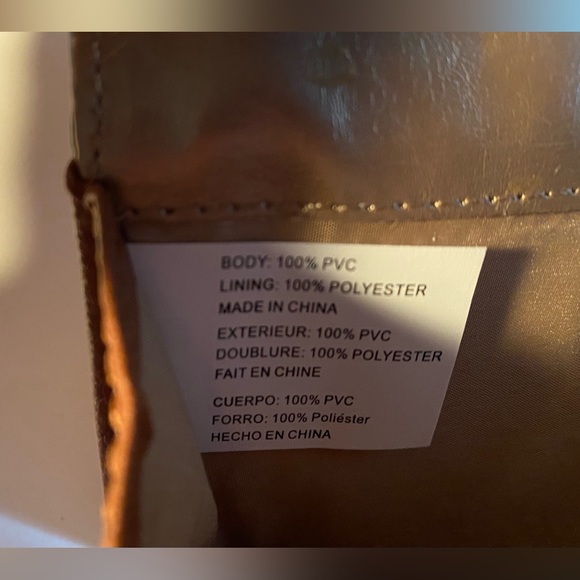 BODY: 100% PVC
LINING: 100% POLYESTER
MADE IN CHINA
EXTERIEUR: 100% PVC
DOUBLURE: 100% POLYESTER
FAIT EN CHINE
CUERPO: 100% PVC
FORRO: 100% Poliéster
HECHO EN CHINA